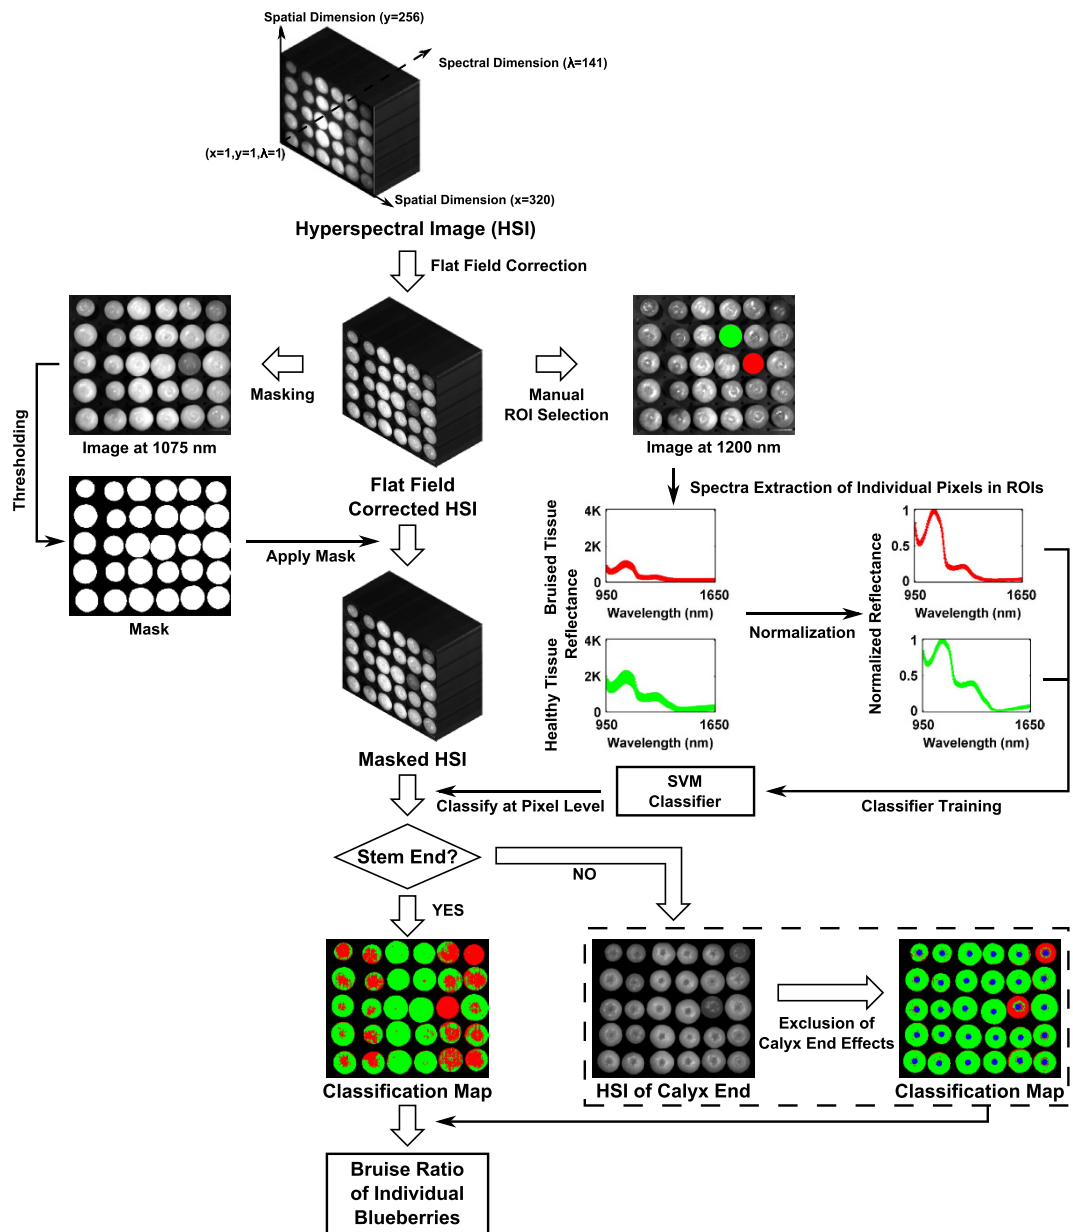 Spatial Dimension (y=256)
Spectral Dimension (λ=141)
(x=1,y=1,λ=1)
Spatial Dimension (x=320)
Hyperspectral Image (HSI)
Flat Field Correction
Masking
Manual
ROI Selection
Image at 1075 nm
Image at 1200 nm
Thresholding
Flat Field
Corrected HSI
Spectra Extraction of Individual Pixels in ROIs
Apply Mask
Mask
Bruised Tissue
Healthy Tissue
Reflectance
4K
2K
0
950
1650
Wavelength (nm)
4K
2K
0
950
1650
Wavelength (nm)
Normalization
Normalized Reflectance
1
0.5
0
950
1650
Wavelength (nm)
1
0.5
0
950
1650
Wavelength (nm)
Masked HSI
SVM
Classifier
Classify at Pixel Level
Classifier Training
Stem End?
NO
YES
Classification Map
HSI of Calyx End
Exclusion of
Calyx End Effects
Classification Map
Bruise Ratio
of Individual
Blueberries